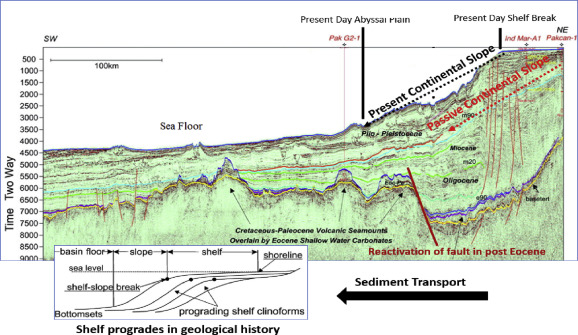 Present Day Abyssal Plain
Present Day Shelf Break
SW
Pak G2-1
Ind Mar-A1
NE
Pakcan-1
100km
Present Continental Slope
Passive Continental Slope
Sea Floor
Plio - Pleistocene
m90
Miocene
m20
Oligocene
e90
basement
Time Two Way
500
1000
1500
2000
2500
3000
3500
4000
4500
5000
5500
6000
6500
7000
7500
8000
8500
9000
Cretaceous-Paleocene Volcanic Seamounts
Overlain by Eocene Shallow Water Carbonates
Reactivation of fault in post Eocene
basin floor
slope
shelf
shoreline
sea level
shelf-slope break
Bottomsets
prograding shelf clinoforms
Sediment Transport
Shelf progrades in geological history